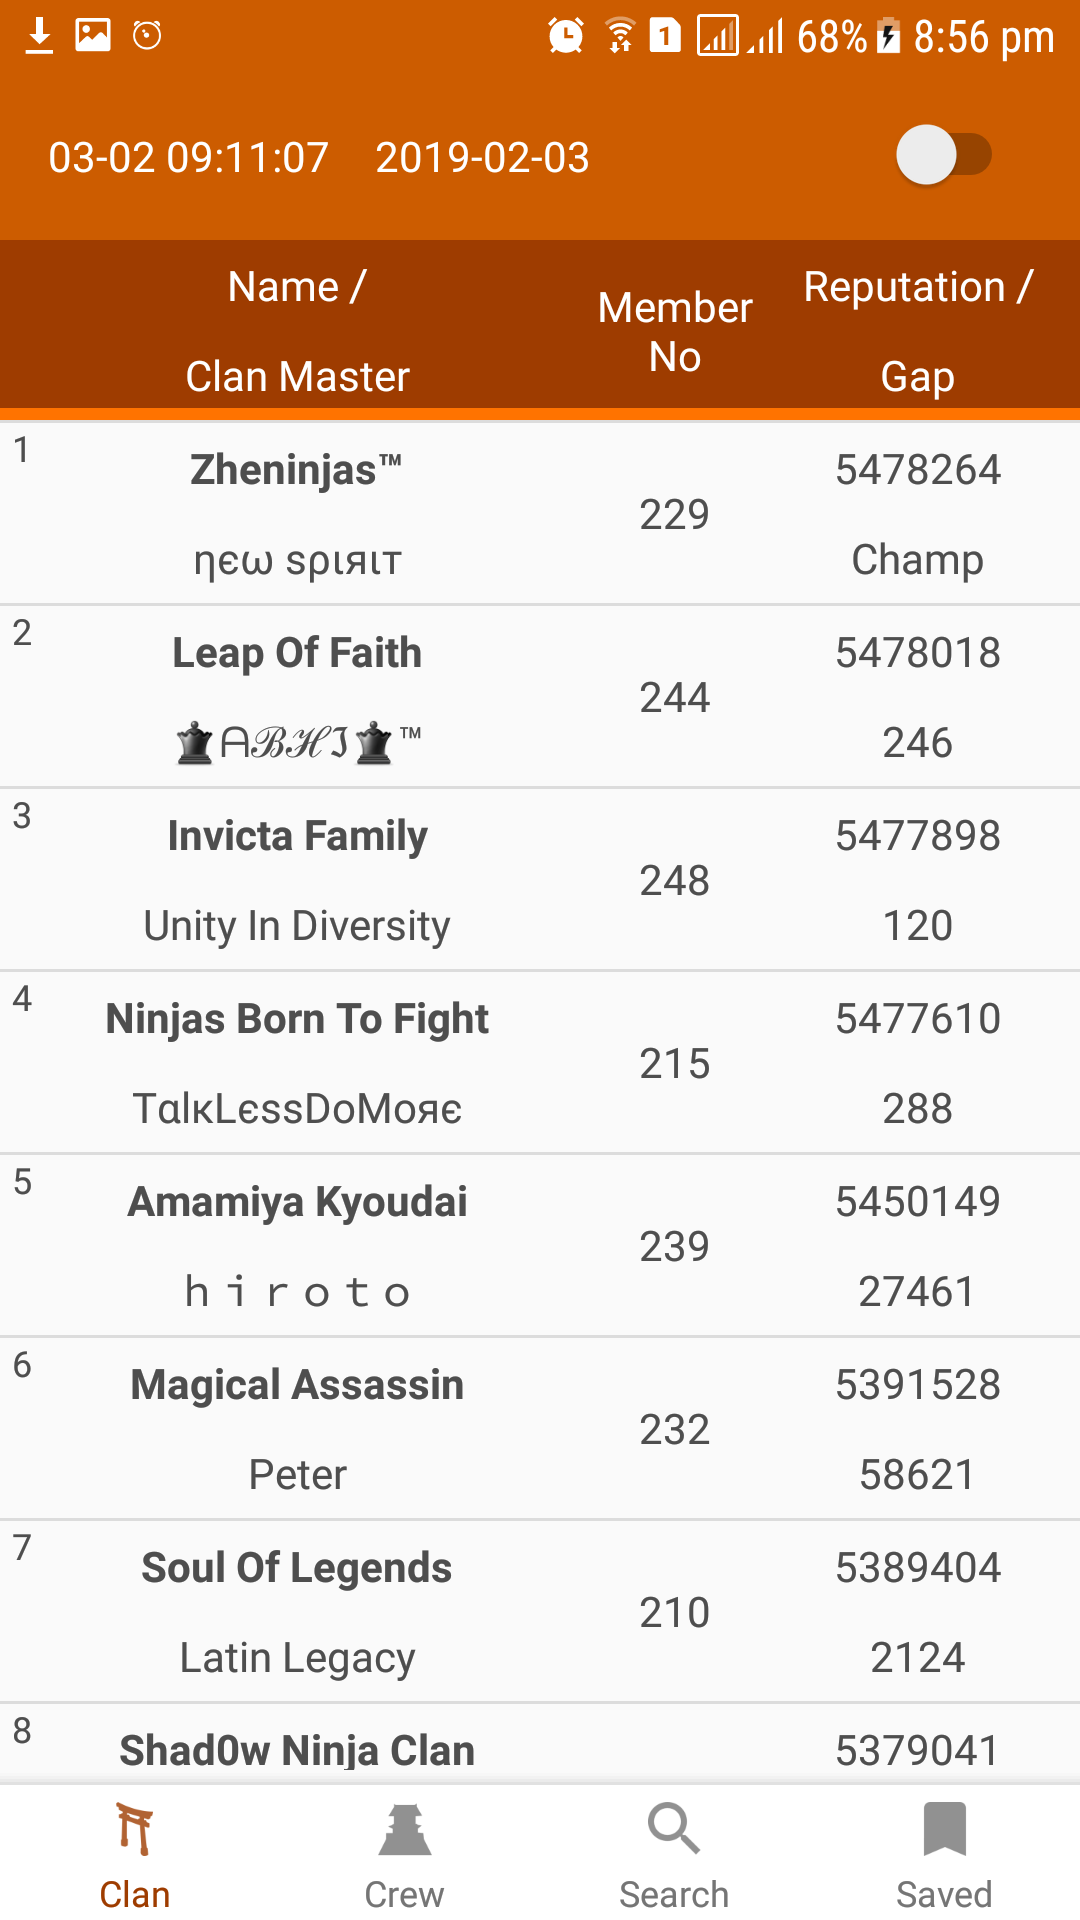 68% 8:56 pm
03-02 09:11:07 2019-02-03
Name / Clan Master Member No Reputation / Gap
1 Zheninjas™ 5478264
229
ηєω ѕριяιт Champ
2 Leap Of Faith 5478018
244
♚ᗩℬℋℐ♚™ 246
3 Invicta Family 5477898
248
Unity In Diversity 120
4 Ninjas Born To Fight 5477610
215
TαlкLєssDoMoяє 288
5 Amamiya Kyoudai 5450149
239
ｈｉｒｏｔｏ 27461
6 Magical Assassin 5391528
232
Peter 58621
7 Soul Of Legends 5389404
210
Latin Legacy 2124
8 Shad0w Ninja Clan 5379041
Clan Crew Search Saved